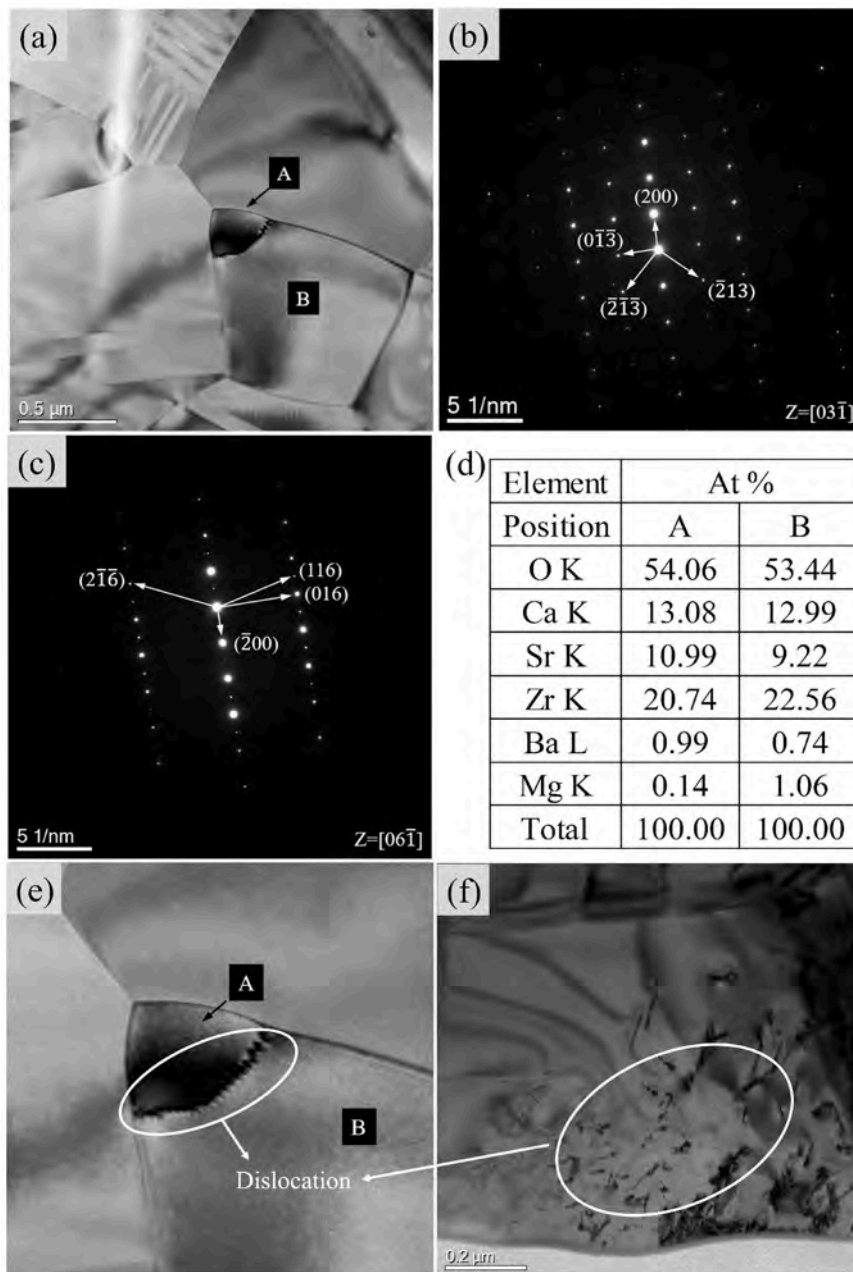 (a)
A
B
0.5 μm
(b)
(200)
(01̅3̅)
(2̅1̅3̅)
(2̅13)
5 1/nm
Z=[031̅]
(c)
(21̅6̅)
(116)
(016)
(2̅00)
5 1/nm
Z=[061̅]
(d)
Element At %
Position A B
O K 54.06 53.44
Ca K 13.08 12.99
Sr K 10.99 9.22
Zr K 20.74 22.56
Ba L 0.99 0.74
Mg K 0.14 1.06
Total 100.00 100.00
(e)
A
B
Dislocation
(f)
0.2 μm